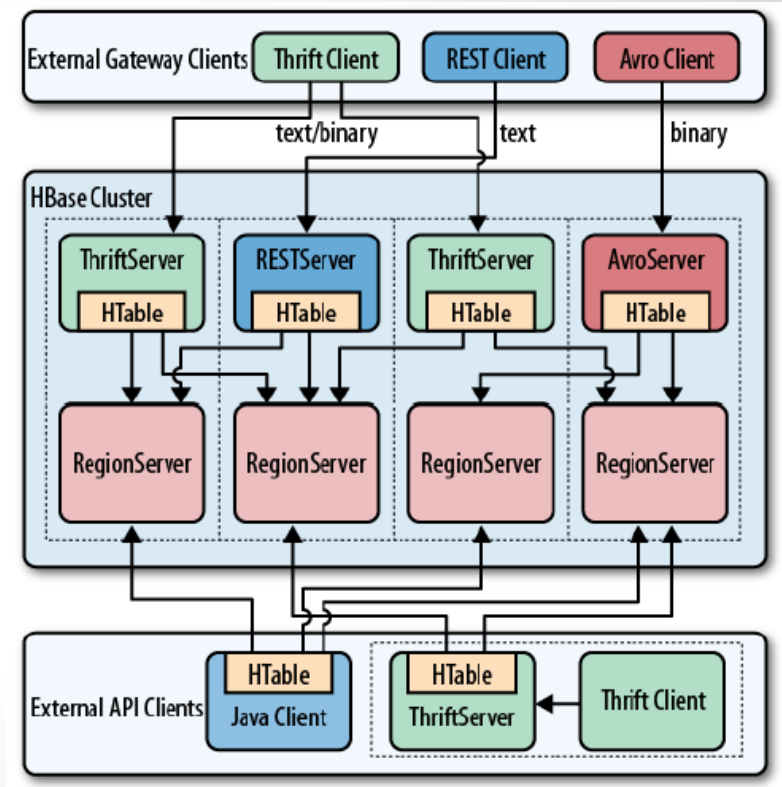 External Gateway Clients
Thrift Client
REST Client
Avro Client
text/binary
text
binary
HBase Cluster
ThriftServer
RESTServer
ThriftServer
AvroServer
HTable
HTable
HTable
HTable
RegionServer
RegionServer
RegionServer
RegionServer
External API Clients
HTable
Java Client
HTable
ThriftServer
Thrift Client